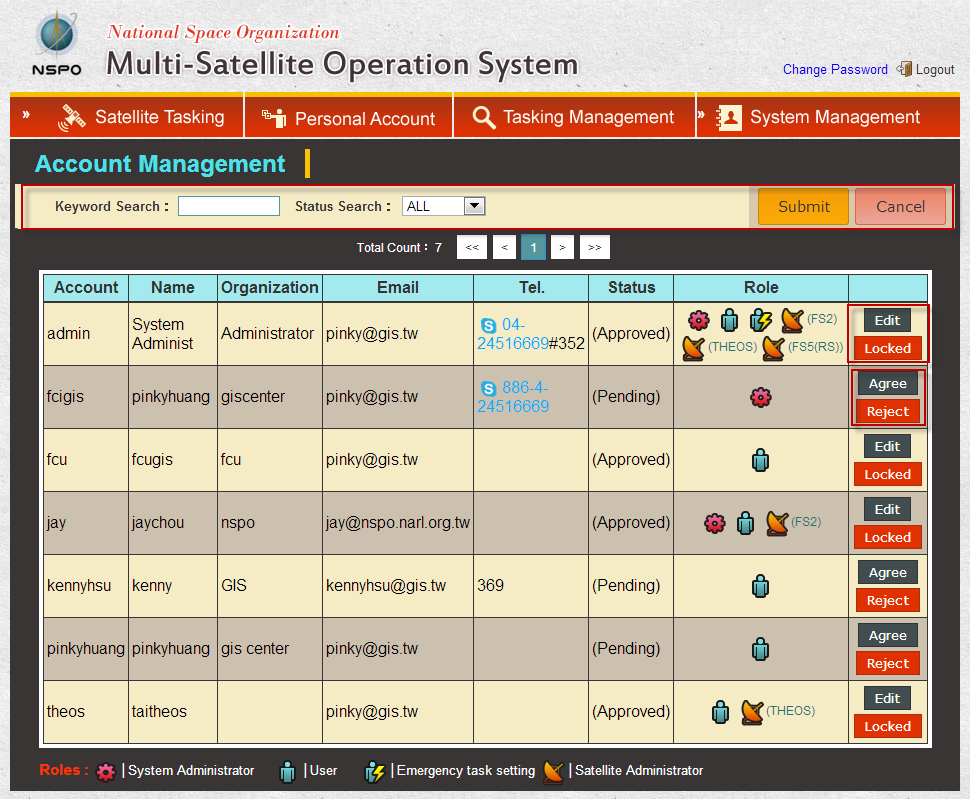 National Space Organization
NSPO Multi-Satellite Operation System
Change Password Logout
» Satellite Tasking Personal Account Tasking Management » System Management
Account Management
Keyword Search： Status Search： ALL Submit Cancel
Total Count：7 << < 1 > >>
Account Name Organization Email Tel. Status Role
admin System Administ Administrator pinky@gis.tw 04-24516669#352 (Approved) (FS2) (THEOS) (FS5(RS)) Edit Locked
fcigis pinkyhuang giscenter pinky@gis.tw 886-4-24516669 (Pending) Agree Reject
fcu fcugis fcu pinky@gis.tw (Approved) Edit Locked
jay jaychou nspo jay@nspo.narl.org.tw (Approved) (FS2) Edit Locked
kennyhsu kenny GIS kennyhsu@gis.tw 369 (Pending) Agree Reject
pinkyhuang pinkyhuang gis center pinky@gis.tw (Pending) Agree Reject
theos taitheos pinky@gis.tw (Approved) (THEOS) Edit Locked
Roles : |System Administrator |User |Emergency task setting |Satellite Administrator